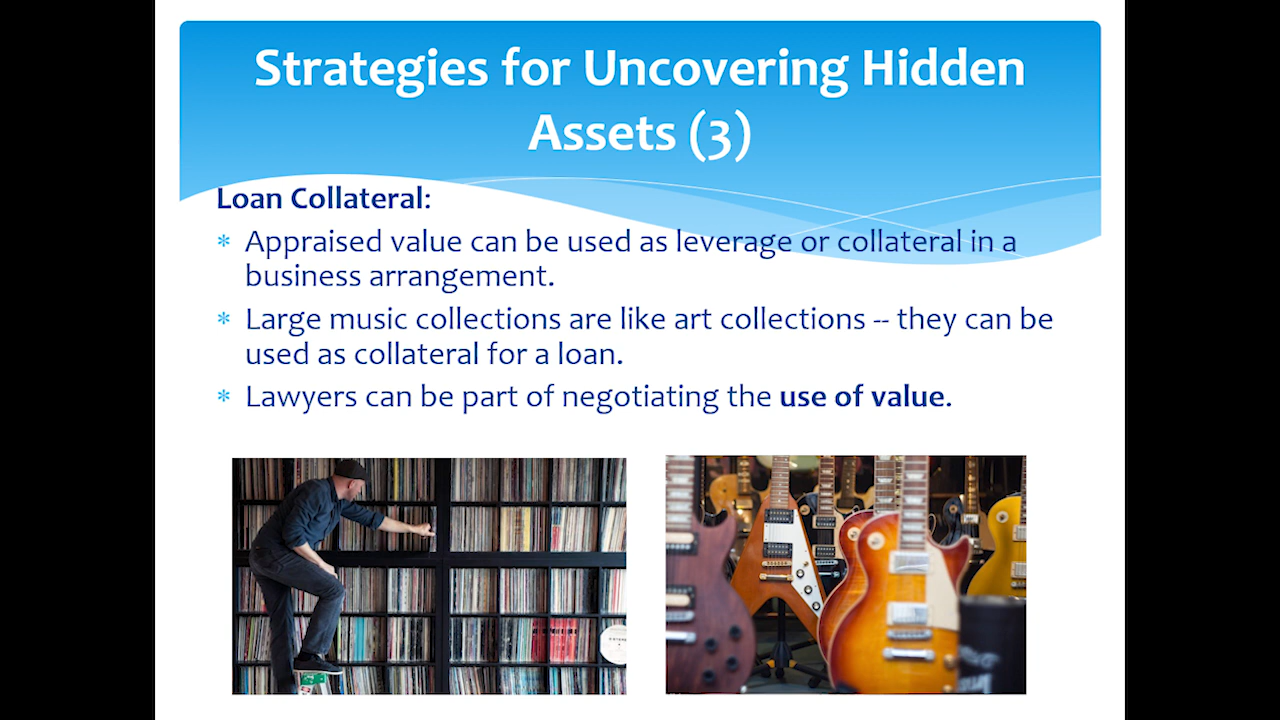 Strategies for Uncovering Hidden
Assets (3)
Loan Collateral:
* Appraised value can be used as leverage or collateral in a
business arrangement.
* Large music collections are like art collections -- they can be
used as collateral for a loan.
* Lawyers can be part of negotiating the use of value.